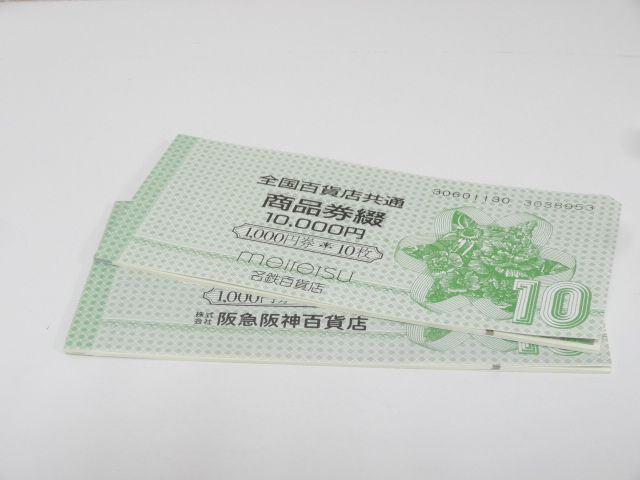 全国百貨店共通
商品券綴
10,000円
1,000円券＊10枚
meitetsu
名鉄百貨店
30601130 3038953
10
1,000円
株式会社 阪急阪神百貨店